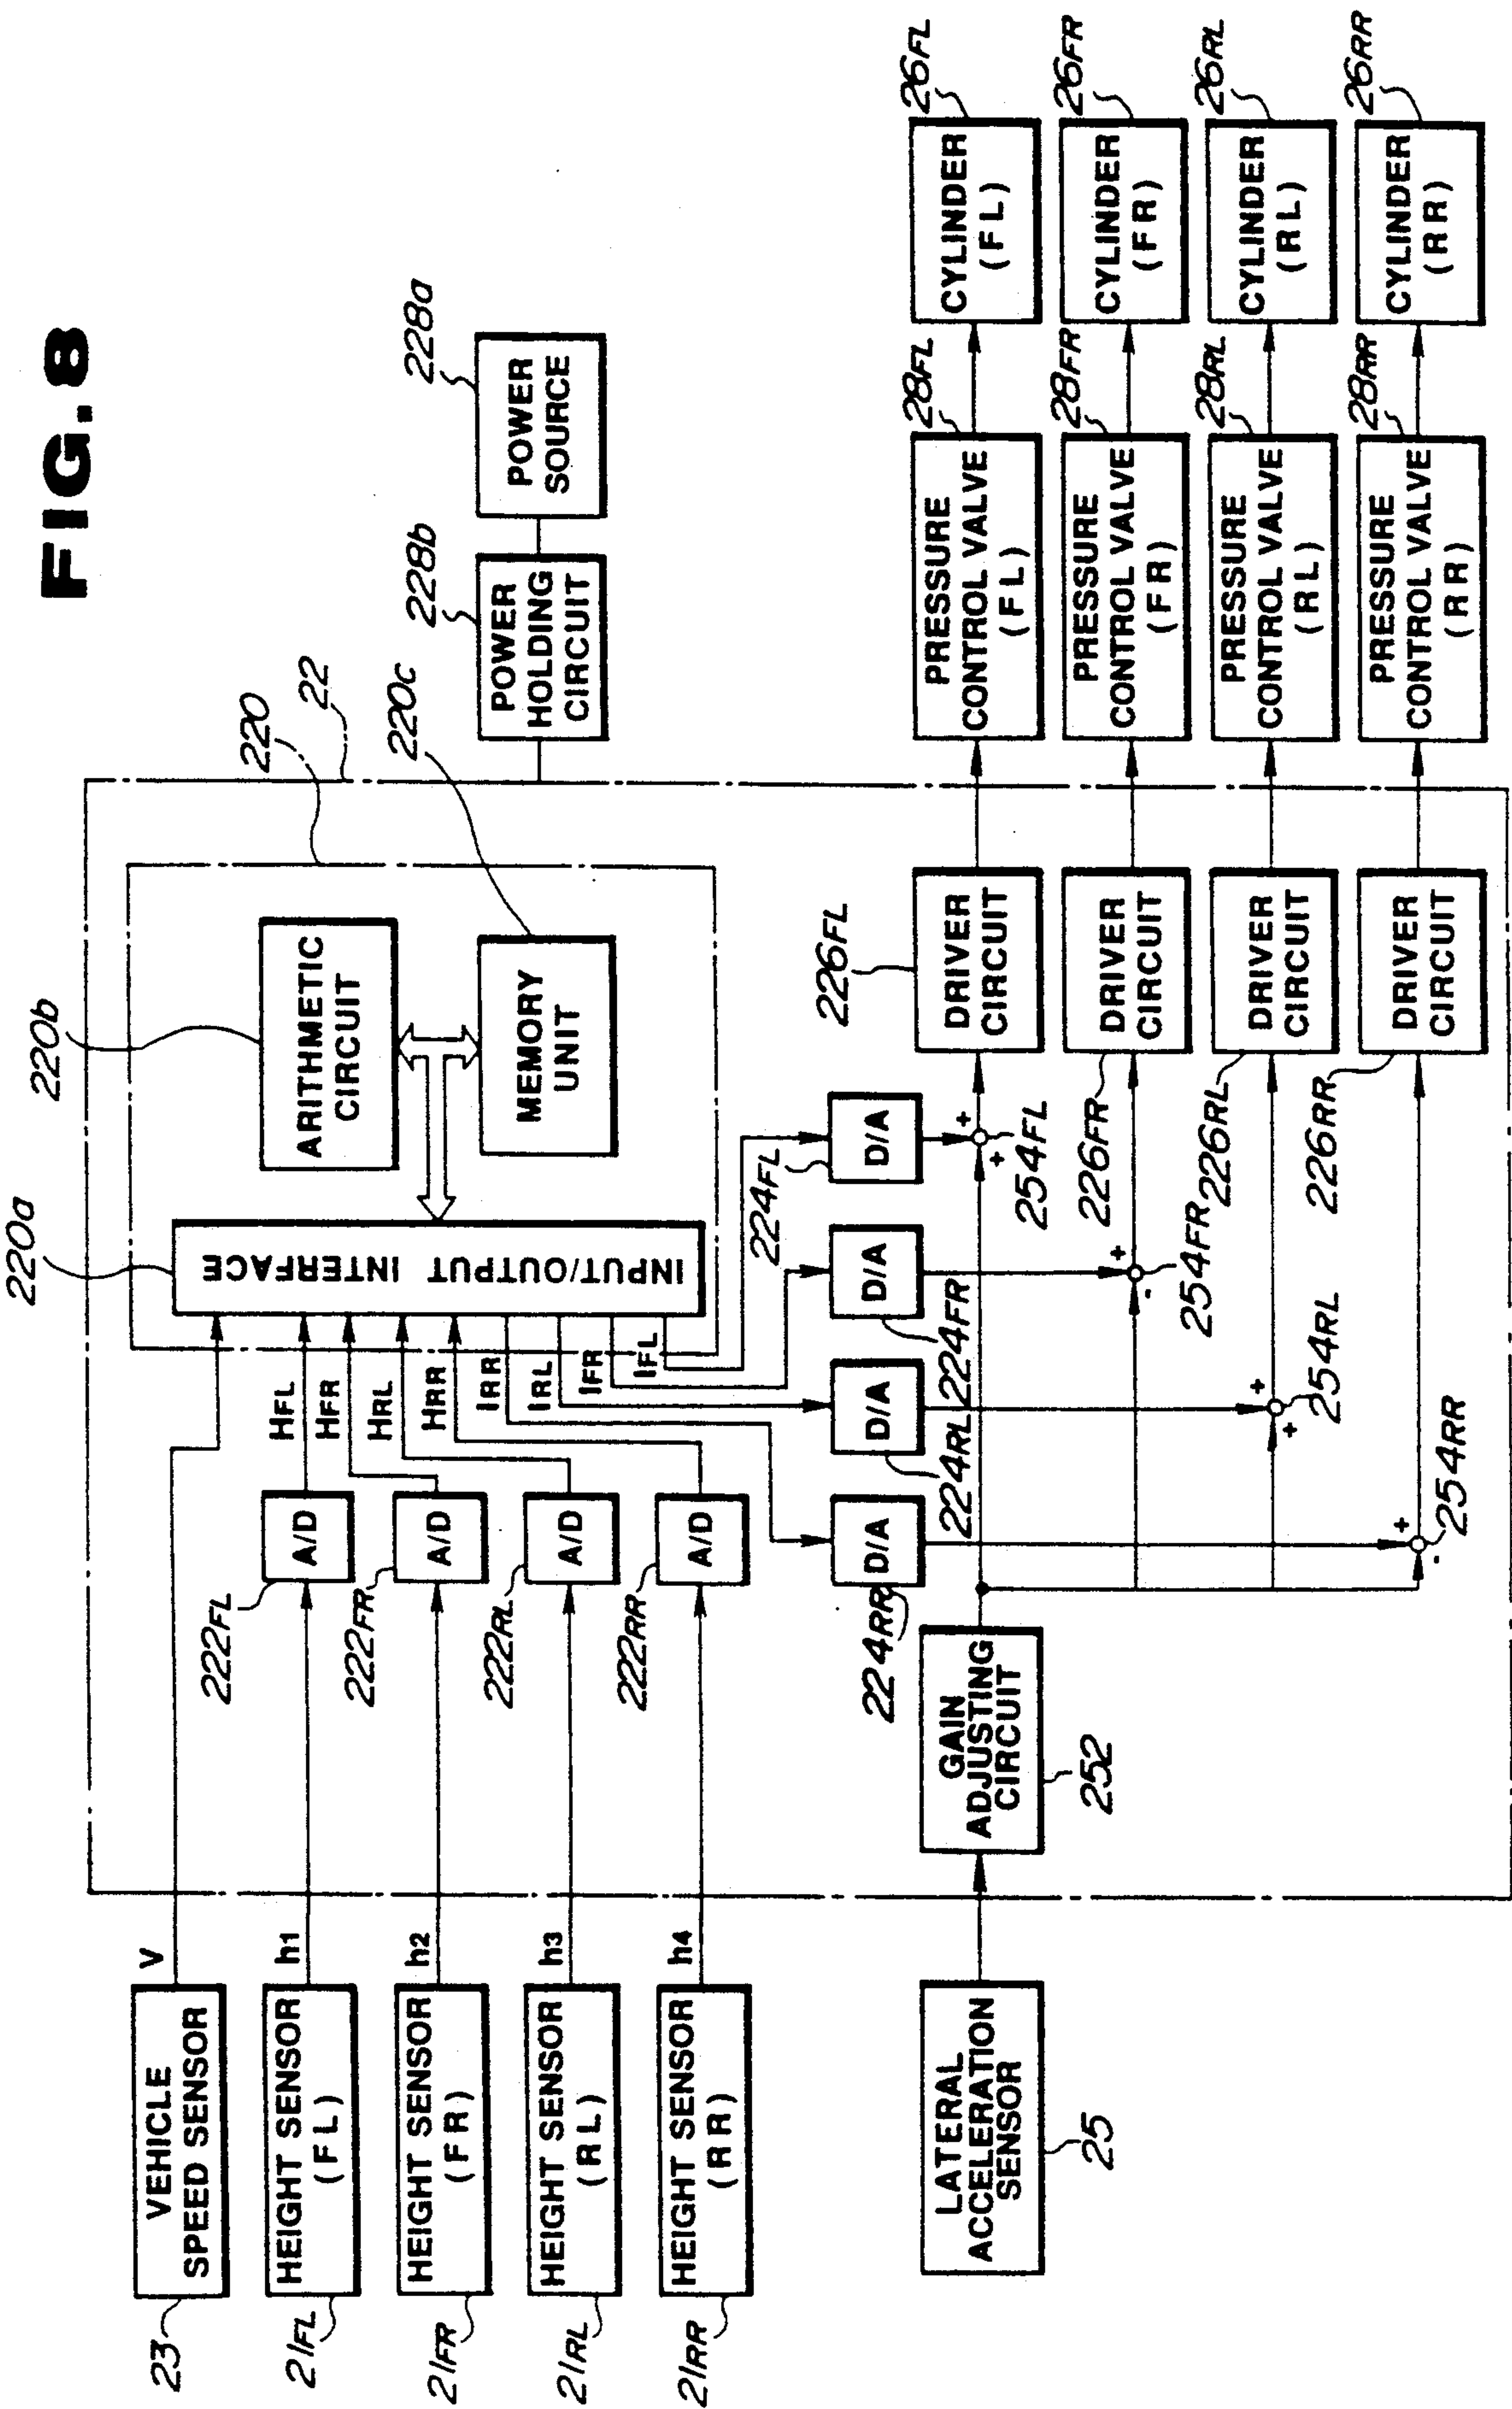 FIG. 8
23
VEHICLE
SPEED SENSOR
V
21FL
HEIGHT SENSOR
(FL)
h1
222FL
A/D
HFL
21FR
HEIGHT SENSOR
(FR)
h2
222FR
A/D
HFR
21RL
HEIGHT SENSOR
(RL)
h3
222RL
A/D
HRL
21RR
HEIGHT SENSOR
(RR)
h4
222RR
A/D
HRR
IRR
IRL
IFR
IFL
220a
INPUT/OUTPUT INTERFACE
220b
ARITHMETIC
CIRCUIT
220c
MEMORY
UNIT
220
22
228b
POWER
HOLDING
CIRCUIT
228a
POWER
SOURCE
224RR
D/A
224RL
D/A
224FR
D/A
224FL
D/A
25
LATERAL
ACCELERATION
SENSOR
252
GAIN
ADJUSTING
CIRCUIT
+
+
254FL
226FL
DRIVER
CIRCUIT
28FL
PRESSURE
CONTROL VALVE
(FL)
26FL
CYLINDER
(FL)
-
+
254FR
226FR
DRIVER
CIRCUIT
28FR
PRESSURE
CONTROL VALVE
(FR)
26FR
CYLINDER
(FR)
+
+
254RL
226RL
DRIVER
CIRCUIT
28RL
PRESSURE
CONTROL VALVE
(RL)
26RL
CYLINDER
(RL)
-
+
254RR
226RR
DRIVER
CIRCUIT
28RR
PRESSURE
CONTROL VALVE
(RR)
26RR
CYLINDER
(RR)